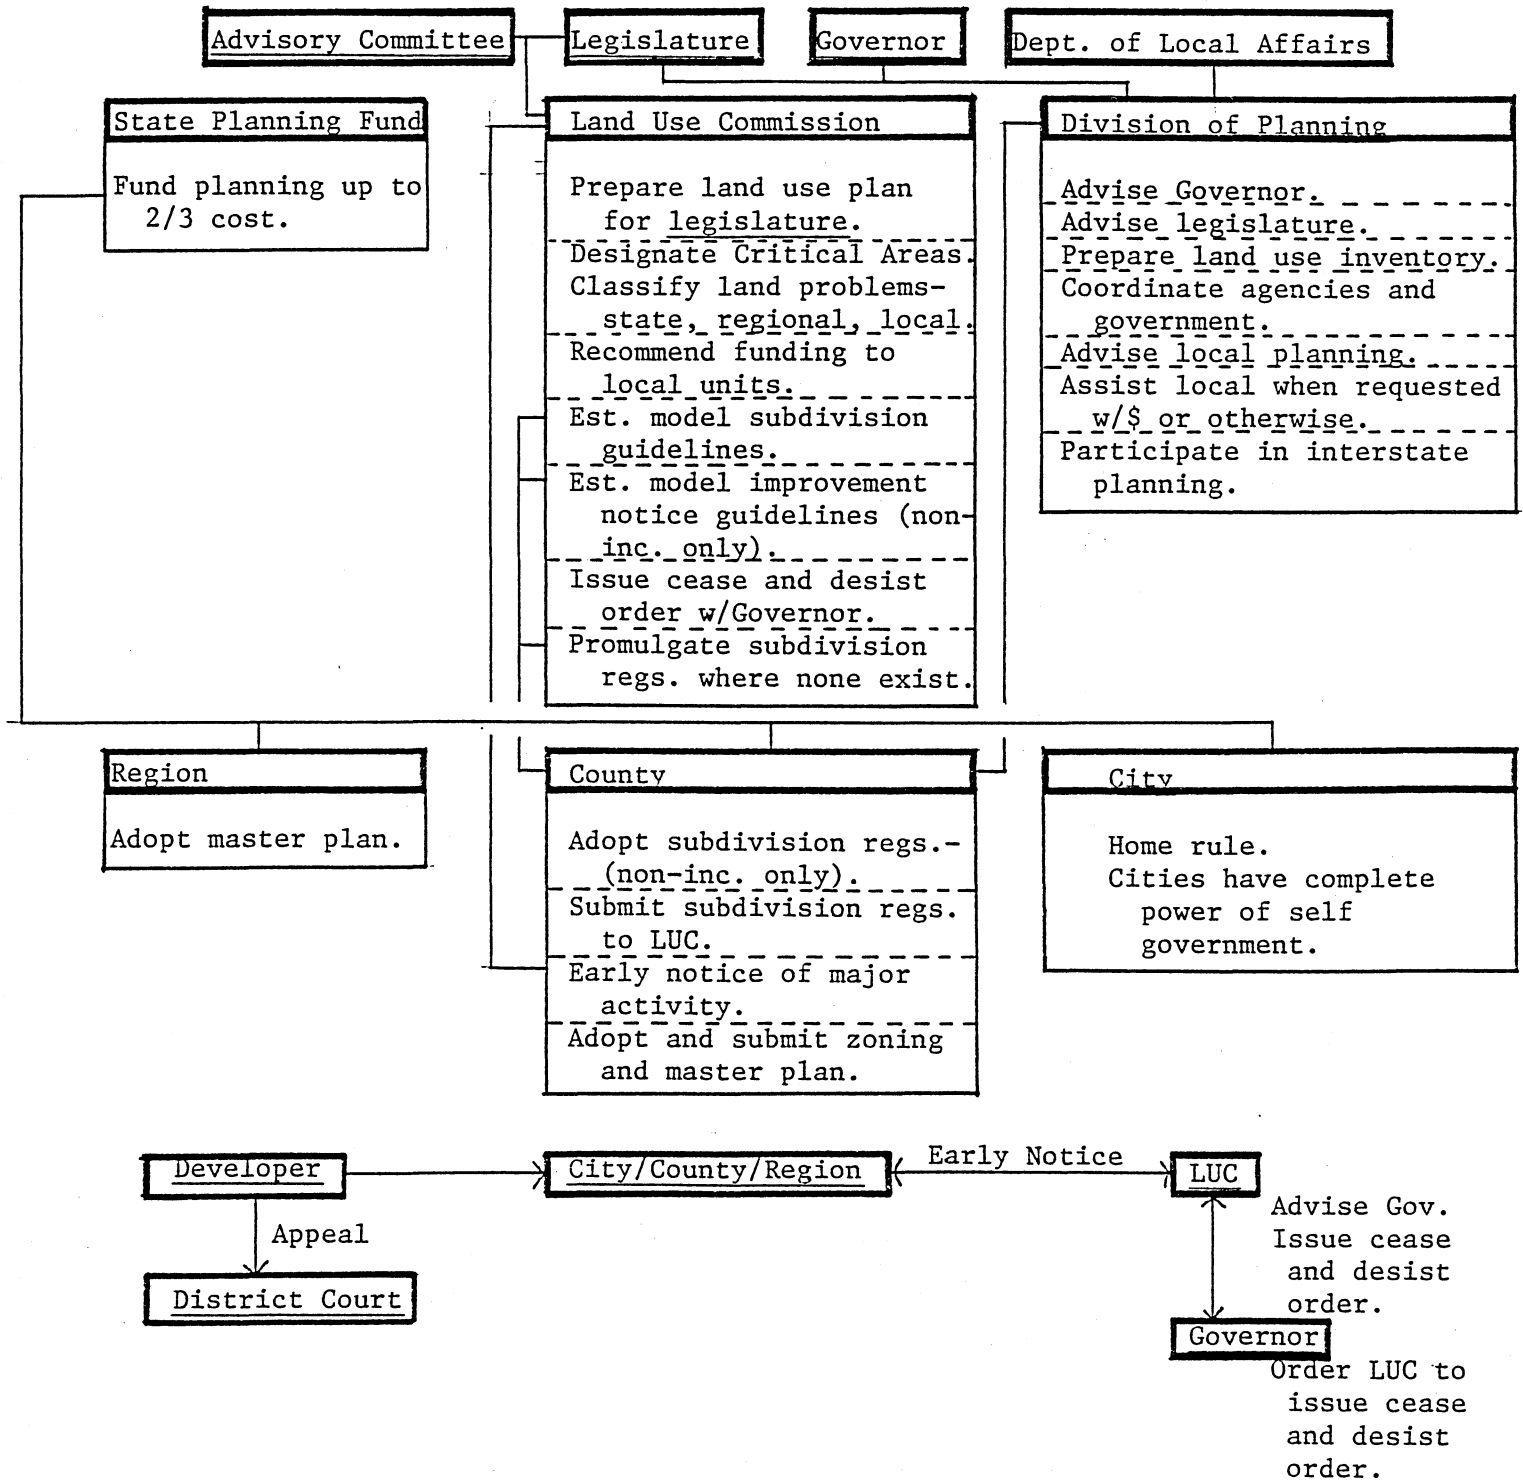 Advisory Committee
Legislature
Governor
Dept. of Local Affairs
State Planning Fund
Fund planning up to
2/3 cost.
Land Use Commission
Prepare land use plan
for legislature.
Designate Critical Areas.
Classify land problems-
state, regional, local.
Recommend funding to
local units.
Est. model subdivision
guidelines.
Est. model improvement
notice guidelines (non-
inc. only).
Issue cease and desist
order w/Governor.
Promulgate subdivision
regs. where none exist.
Division of Planning
Advise Governor.
Advise legislature.
Prepare land use inventory.
Coordinate agencies and
government.
Advise local planning.
Assist local when requested
w/$ or otherwise.
Participate in interstate
planning.
Region
Adopt master plan.
County
Adopt subdivision regs.-
(non-inc. only).
Submit subdivision regs.
to LUC.
Early notice of major
activity.
Adopt and submit zoning
and master plan.
City
Home rule.
Cities have complete
power of self
government.
Developer
City/County/Region
Early Notice
LUC
Appeal
District Court
Advise Gov.
Issue cease
and desist
order.
Governor
Order LUC to
issue cease
and desist
order.